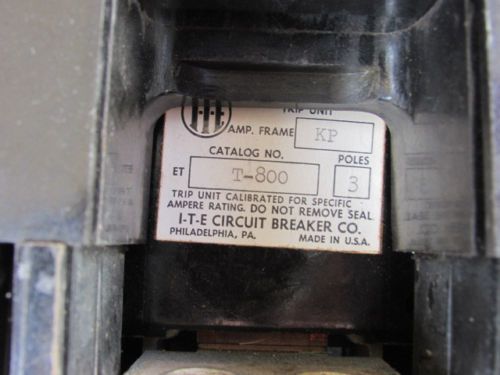 I-T-E
TRIP UNIT
AMP. FRAME KP
CATALOG NO. POLES
ET T-800 3
TRIP UNIT CALIBRATED FOR SPECIFIC
AMPERE RATING. DO NOT REMOVE SEAL
I-T-E CIRCUIT BREAKER CO.
PHILADELPHIA, PA. MADE IN U.S.A.